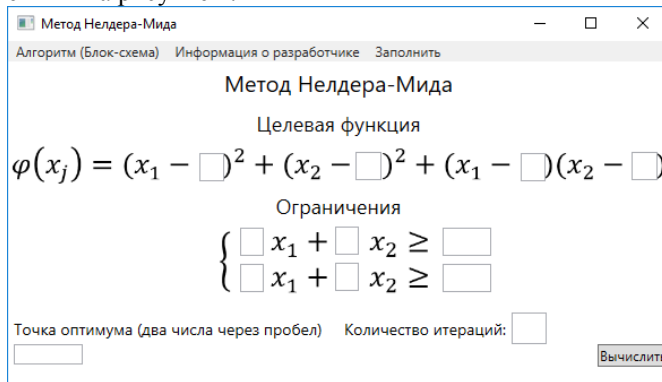 Метод Нелдера-Мида
Алгоритм (Блок-схема) Информация о разработчике Заполнить
Метод Нелдера-Мида
Целевая функция
φ(xⱼ) = (x₁ − □)² + (x₂ − □)² + (x₁ − □)(x₂ − □)
Ограничения
{ □ x₁ + □ x₂ ≥ □
□ x₁ + □ x₂ ≥ □
Точка оптимума (два числа через пробел) Количество итераций:
Вычислить